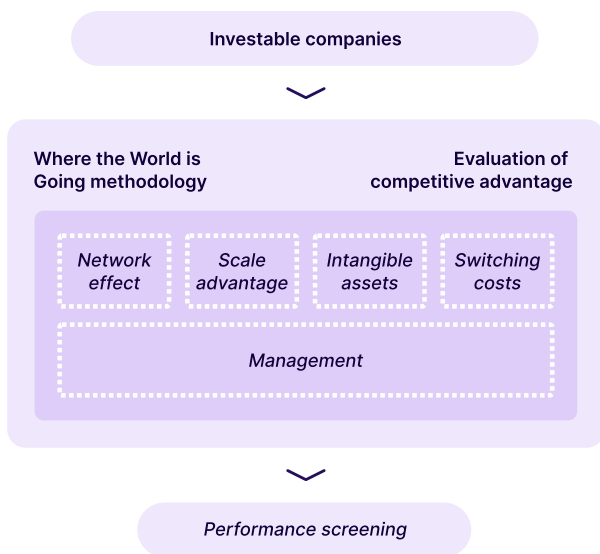 Investable companies
Where the World is
Going methodology
Evaluation of
competitive advantage
Network
effect
Scale
advantage
Intangible
assets
Switching
costs
Management
Performance screening